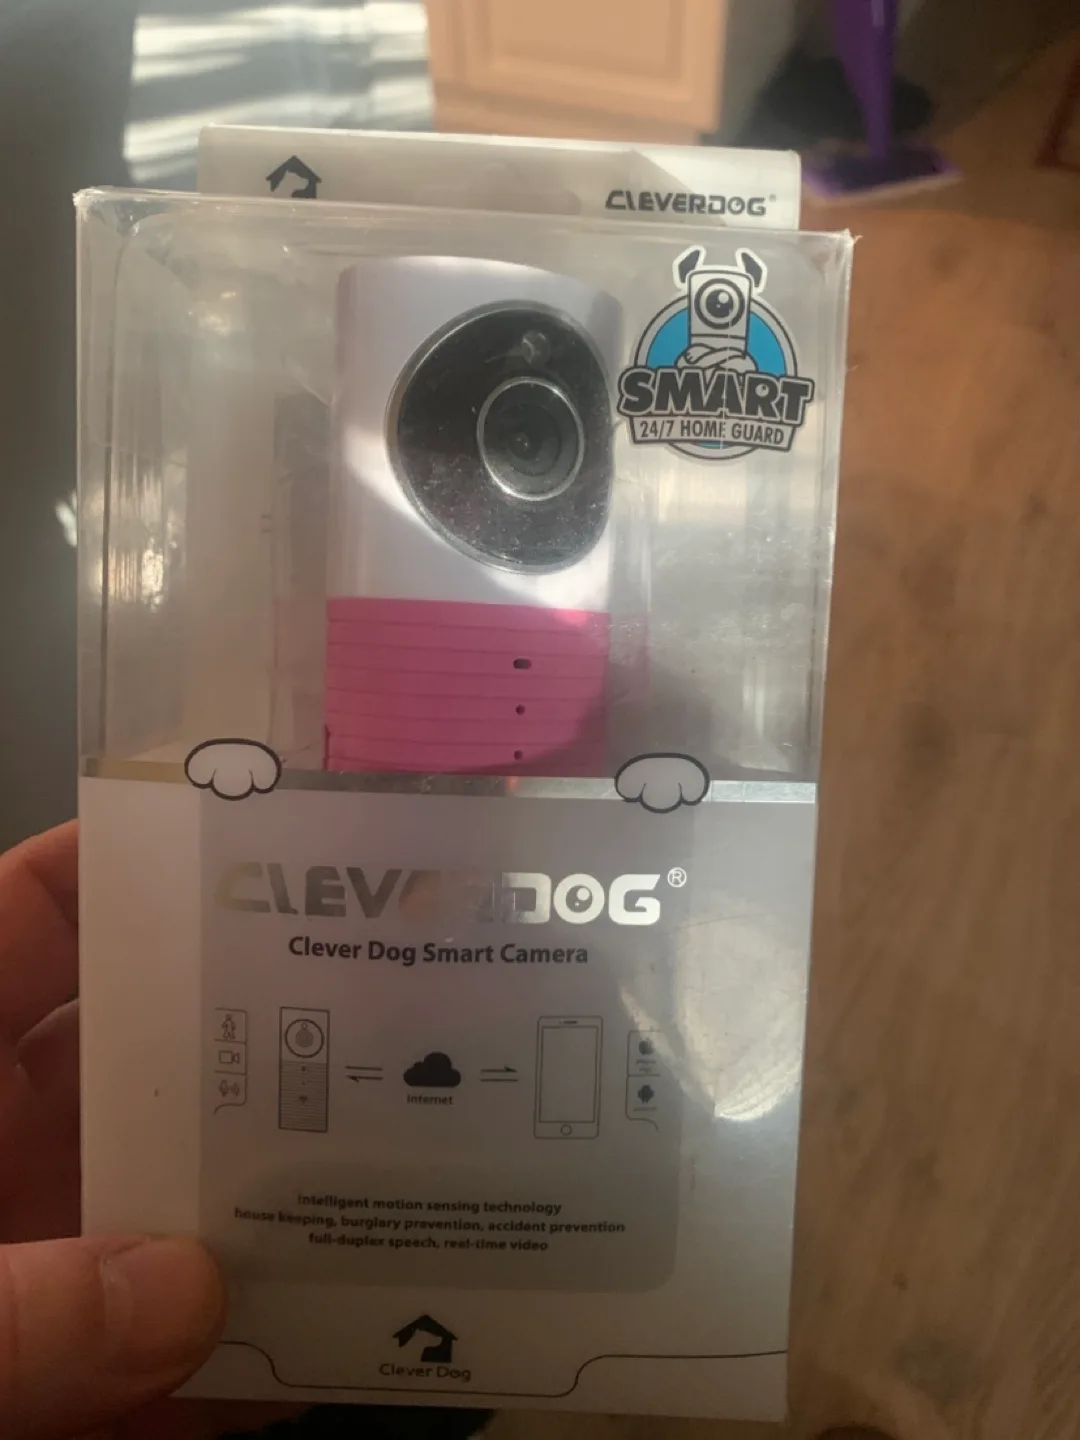 CLEVERDOG®
SMART
24/7 HOME GUARD
CLEVERDOG®
Clever Dog Smart Camera
Internet
Intelligent motion sensing technology
house keeping, burglary prevention, accident prevention
full-duplex speech, real-time video
Clever Dog